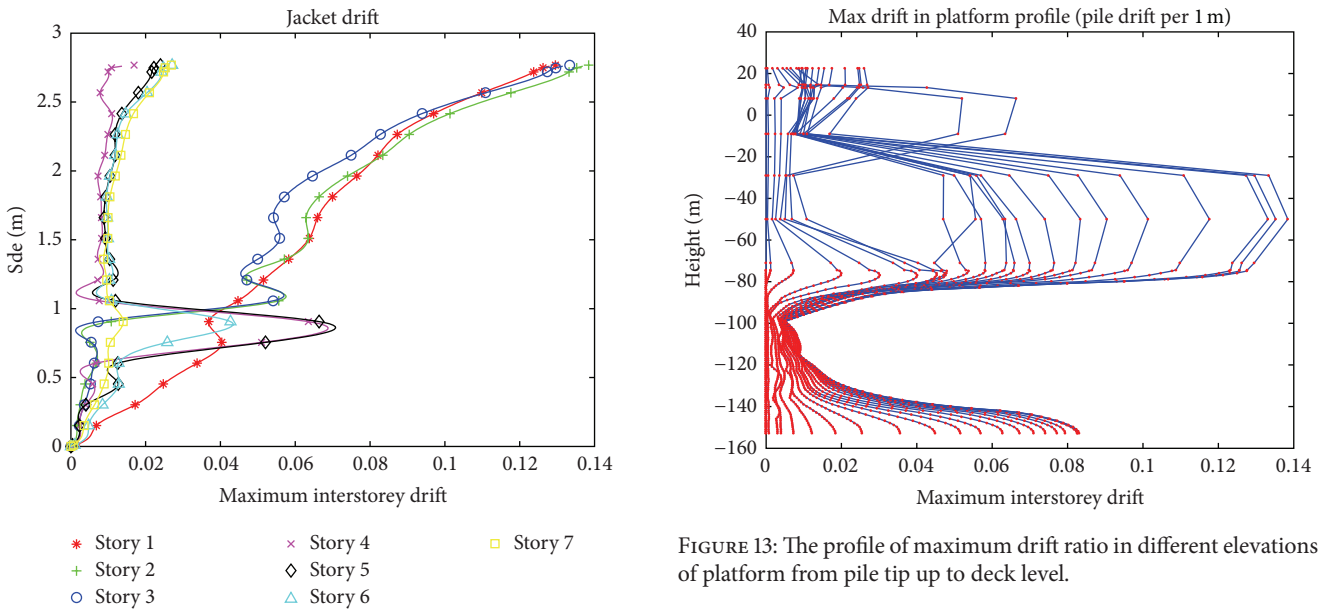 Jacket drift
3
2.5
2
1.5
1
0.5
0
0 0.02 0.04 0.06 0.08 0.1 0.12 0.14
Sde (m)
Maximum interstorey drift
Story 1
Story 2
Story 3
Story 4
Story 5
Story 6
Story 7
Max drift in platform profile (pile drift per 1 m)
40
20
0
−20
−40
−60
−80
−100
−120
−140
−160
0 0.02 0.04 0.06 0.08 0.1 0.12 0.14
Height (m)
Maximum interstorey drift
FIGURE 13: The profile of maximum drift ratio in different elevations
of platform from pile tip up to deck level.